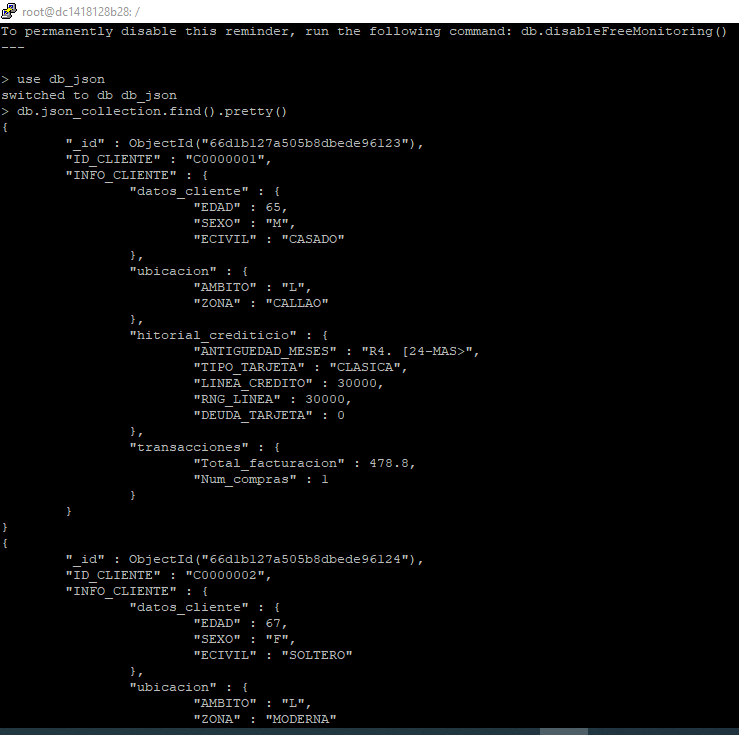 root@dc1418128b28: /
To permanently disable this reminder, run the following command: db.disableFreeMonitoring()
---
> use db_json
switched to db db_json
> db.json_collection.find().pretty()
{
"_id" : ObjectId("66d1b127a505b8dbede96123"),
"ID_CLIENTE" : "C0000001",
"INFO_CLIENTE" : {
"datos_cliente" : {
"EDAD" : 65,
"SEXO" : "M",
"ECIVIL" : "CASADO"
},
"ubicacion" : {
"AMBITO" : "L",
"ZONA" : "CALLAO"
},
"hitorial_crediticio" : {
"ANTIGUEDAD_MESES" : "R4. [24-MAS>",
"TIPO_TARJETA" : "CLASICA",
"LINEA_CREDITO" : 30000,
"RNG_LINEA" : 30000,
"DEUDA_TARJETA" : 0
},
"transacciones" : {
"Total_facturacion" : 478.8,
"Num_compras" : 1
}
}
}
{
"_id" : ObjectId("66d1b127a505b8dbede96124"),
"ID_CLIENTE" : "C0000002",
"INFO_CLIENTE" : {
"datos_cliente" : {
"EDAD" : 67,
"SEXO" : "F",
"ECIVIL" : "SOLTERO"
},
"ubicacion" : {
"AMBITO" : "L",
"ZONA" : "MODERNA"